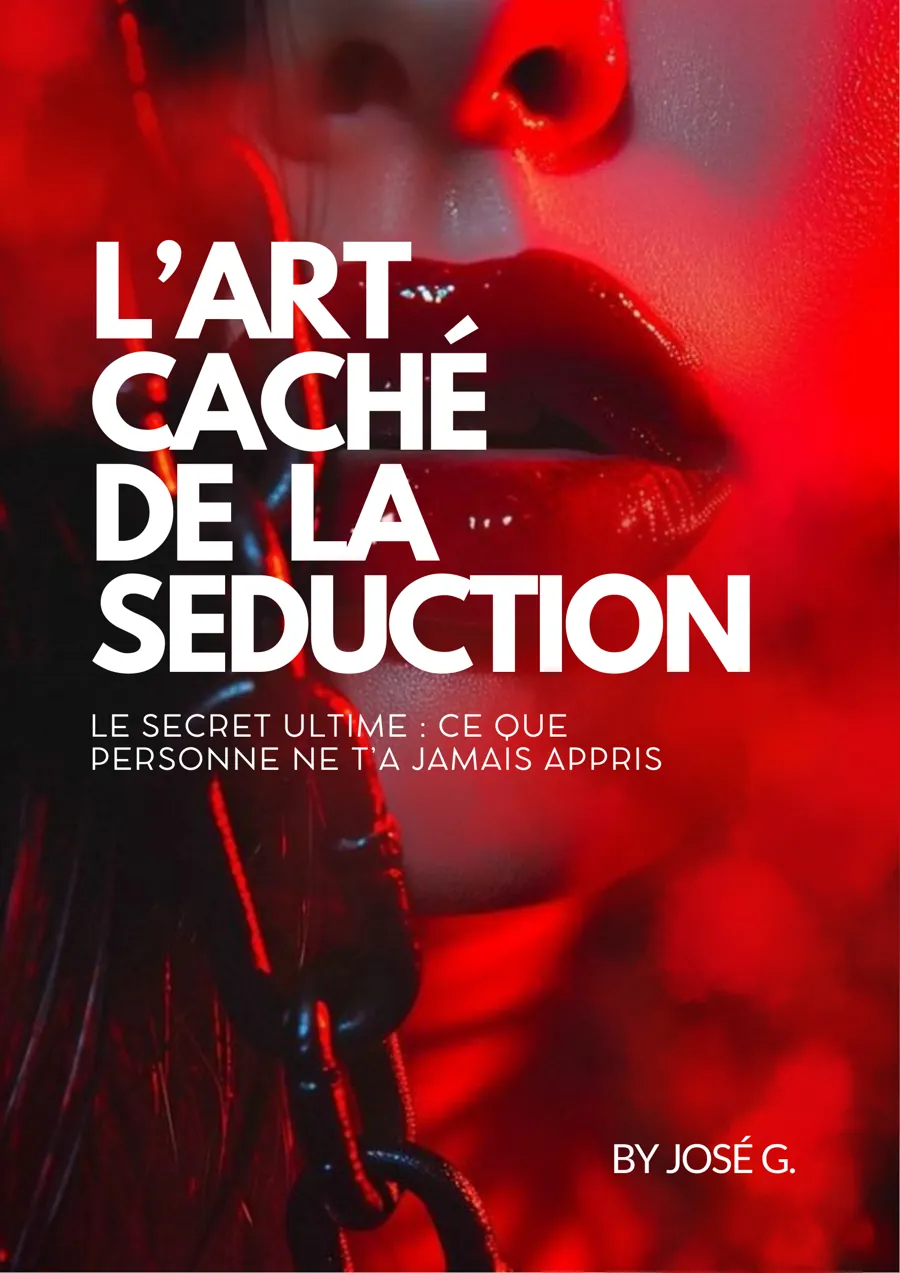 L’ART
CACHÉ
DE LA
SEDUCTION
LE SECRET ULTIME : CE QUE
PERSONNE NE T’A JAMAIS APPRIS
BY JOSÉ G.